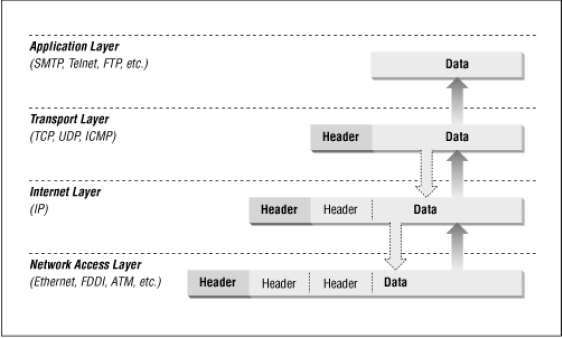 Application Layer
(SMTP, Telnet, FTP, etc.)
Data
Transport Layer
(TCP, UDP, ICMP)
Header Data
Internet Layer
(IP)
Header Header Data
Network Access Layer
(Ethernet, FDDI, ATM, etc.)
Header Header Header Data